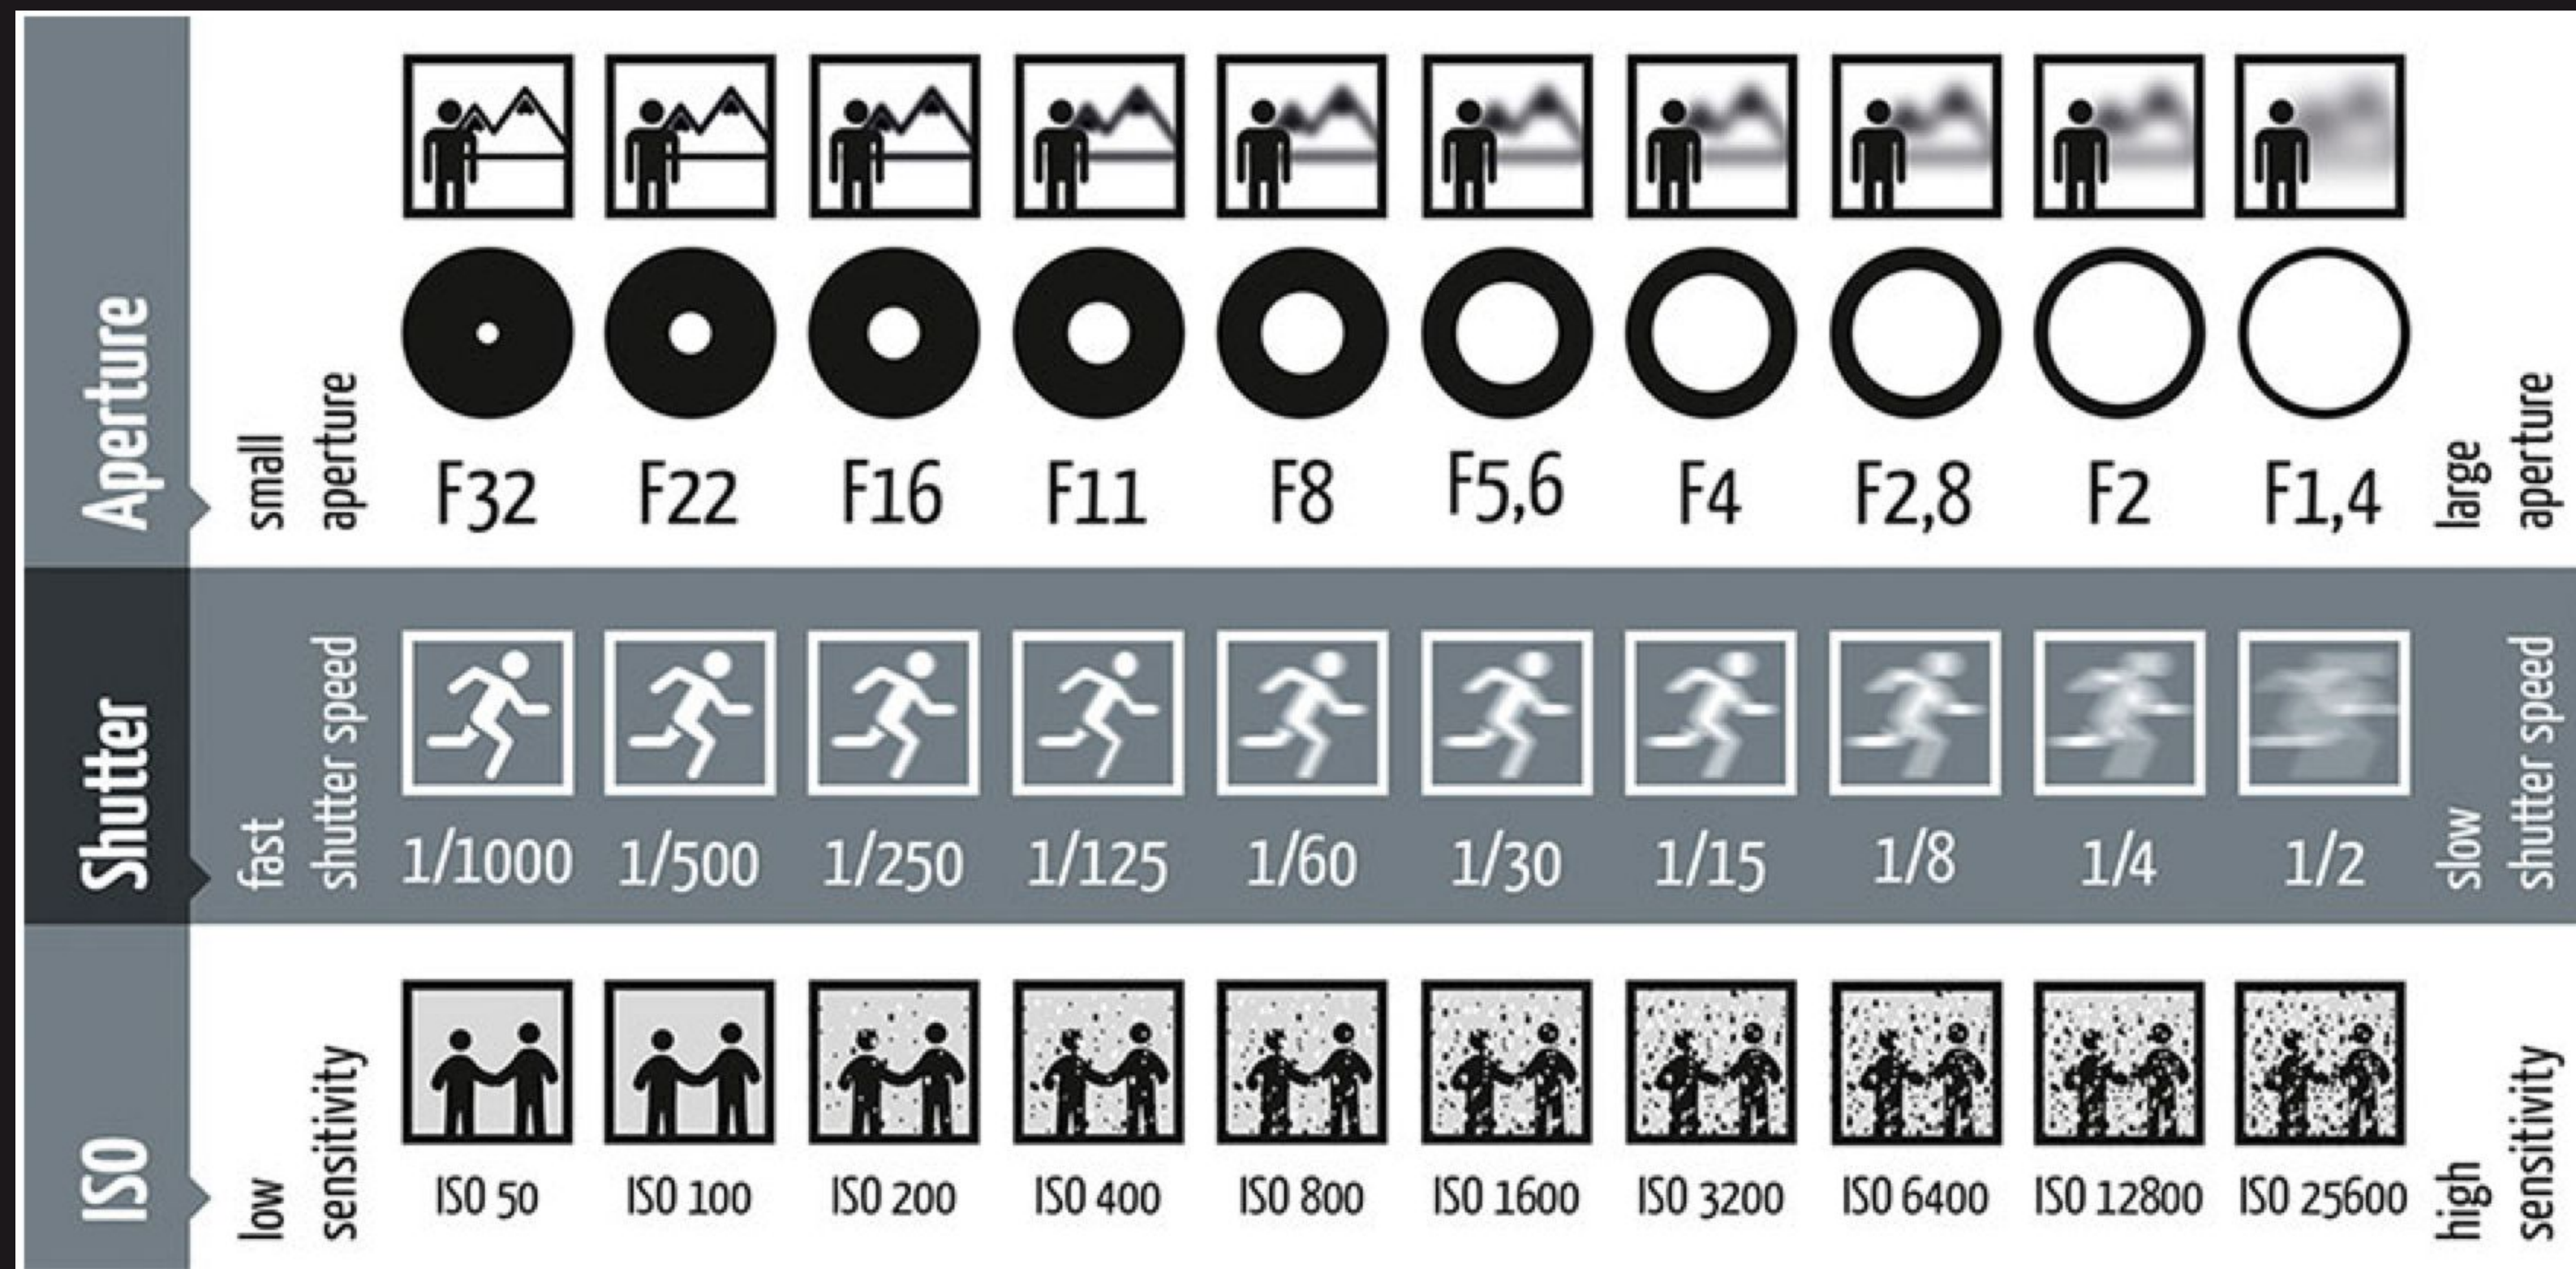 Aperture
small
aperture
F32 F22 F16 F11 F8 F5,6 F4 F2,8 F2 F1,4
large
aperture
Shutter
fast
shutter speed
1/1000 1/500 1/250 1/125 1/60 1/30 1/15 1/8 1/4 1/2
slow
shutter speed
ISO
low
sensitivity
ISO 50 ISO 100 ISO 200 ISO 400 ISO 800 ISO 1600 ISO 3200 ISO 6400 ISO 12800 ISO 25600
high
sensitivity